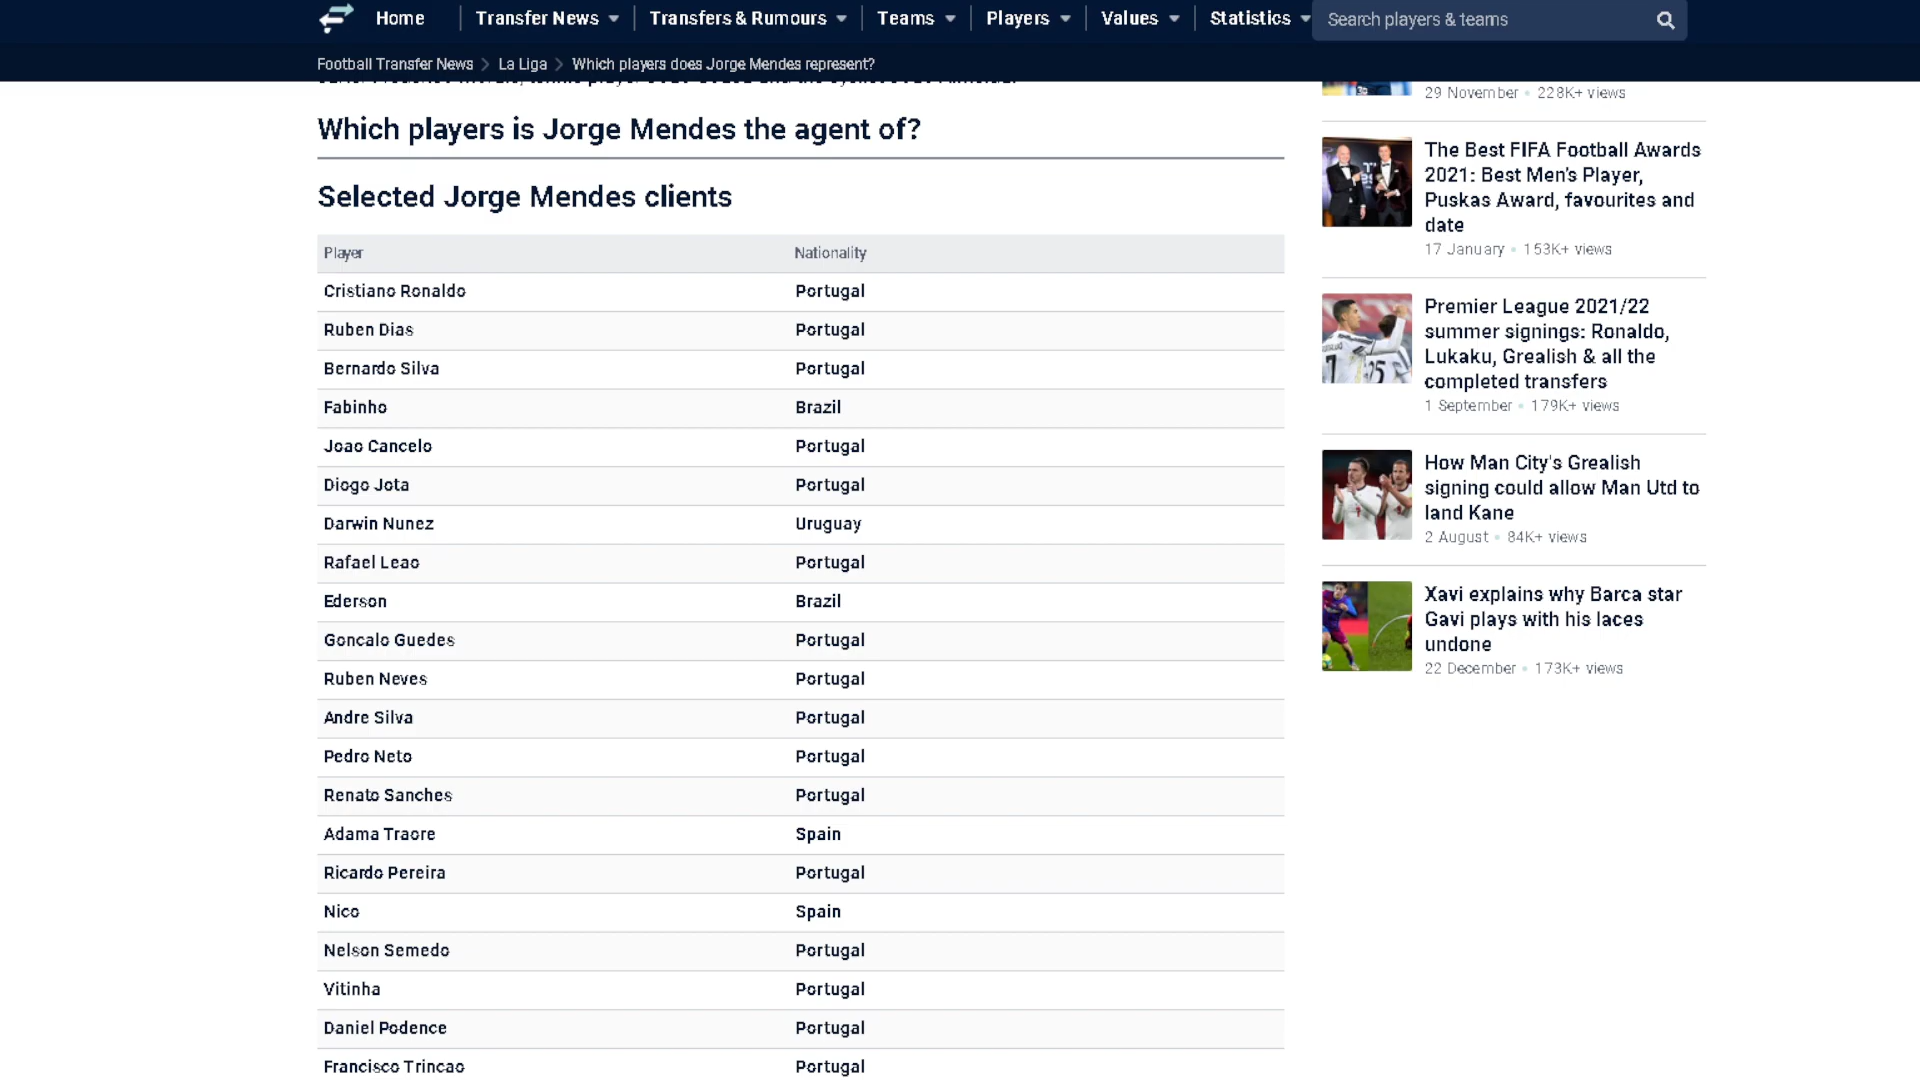 Home
Transfer News
Transfers & Rumours
Teams
Players
Values
Statistics
Search players & teams
Football Transfer News
La Liga
Which players does Jorge Mendes represent?
Which players is Jorge Mendes the agent of?
Selected Jorge Mendes clients
Player Nationality
Cristiano Ronaldo Portugal
Ruben Dias Portugal
Bernardo Silva Portugal
Fabinho Brazil
Joao Cancelo Portugal
Diogo Jota Portugal
Darwin Nunez Uruguay
Rafael Leao Portugal
Ederson Brazil
Goncalo Guedes Portugal
Ruben Neves Portugal
Andre Silva Portugal
Pedro Neto Portugal
Renato Sanches Portugal
Adama Traore Spain
Ricardo Pereira Portugal
Nico Spain
Nelson Semedo Portugal
Vitinha Portugal
Daniel Podence Portugal
Francisco Trincao Portugal
29 November • 228K+ views
The Best FIFA Football Awards
2021: Best Men's Player,
Puskas Award, favourites and
date
17 January • 153K+ views
Premier League 2021/22
summer signings: Ronaldo,
Lukaku, Grealish & all the
completed transfers
1 September • 179K+ views
How Man City's Grealish
signing could allow Man Utd to
land Kane
2 August • 84K+ views
Xavi explains why Barca star
Gavi plays with his laces
undone
22 December • 173K+ views